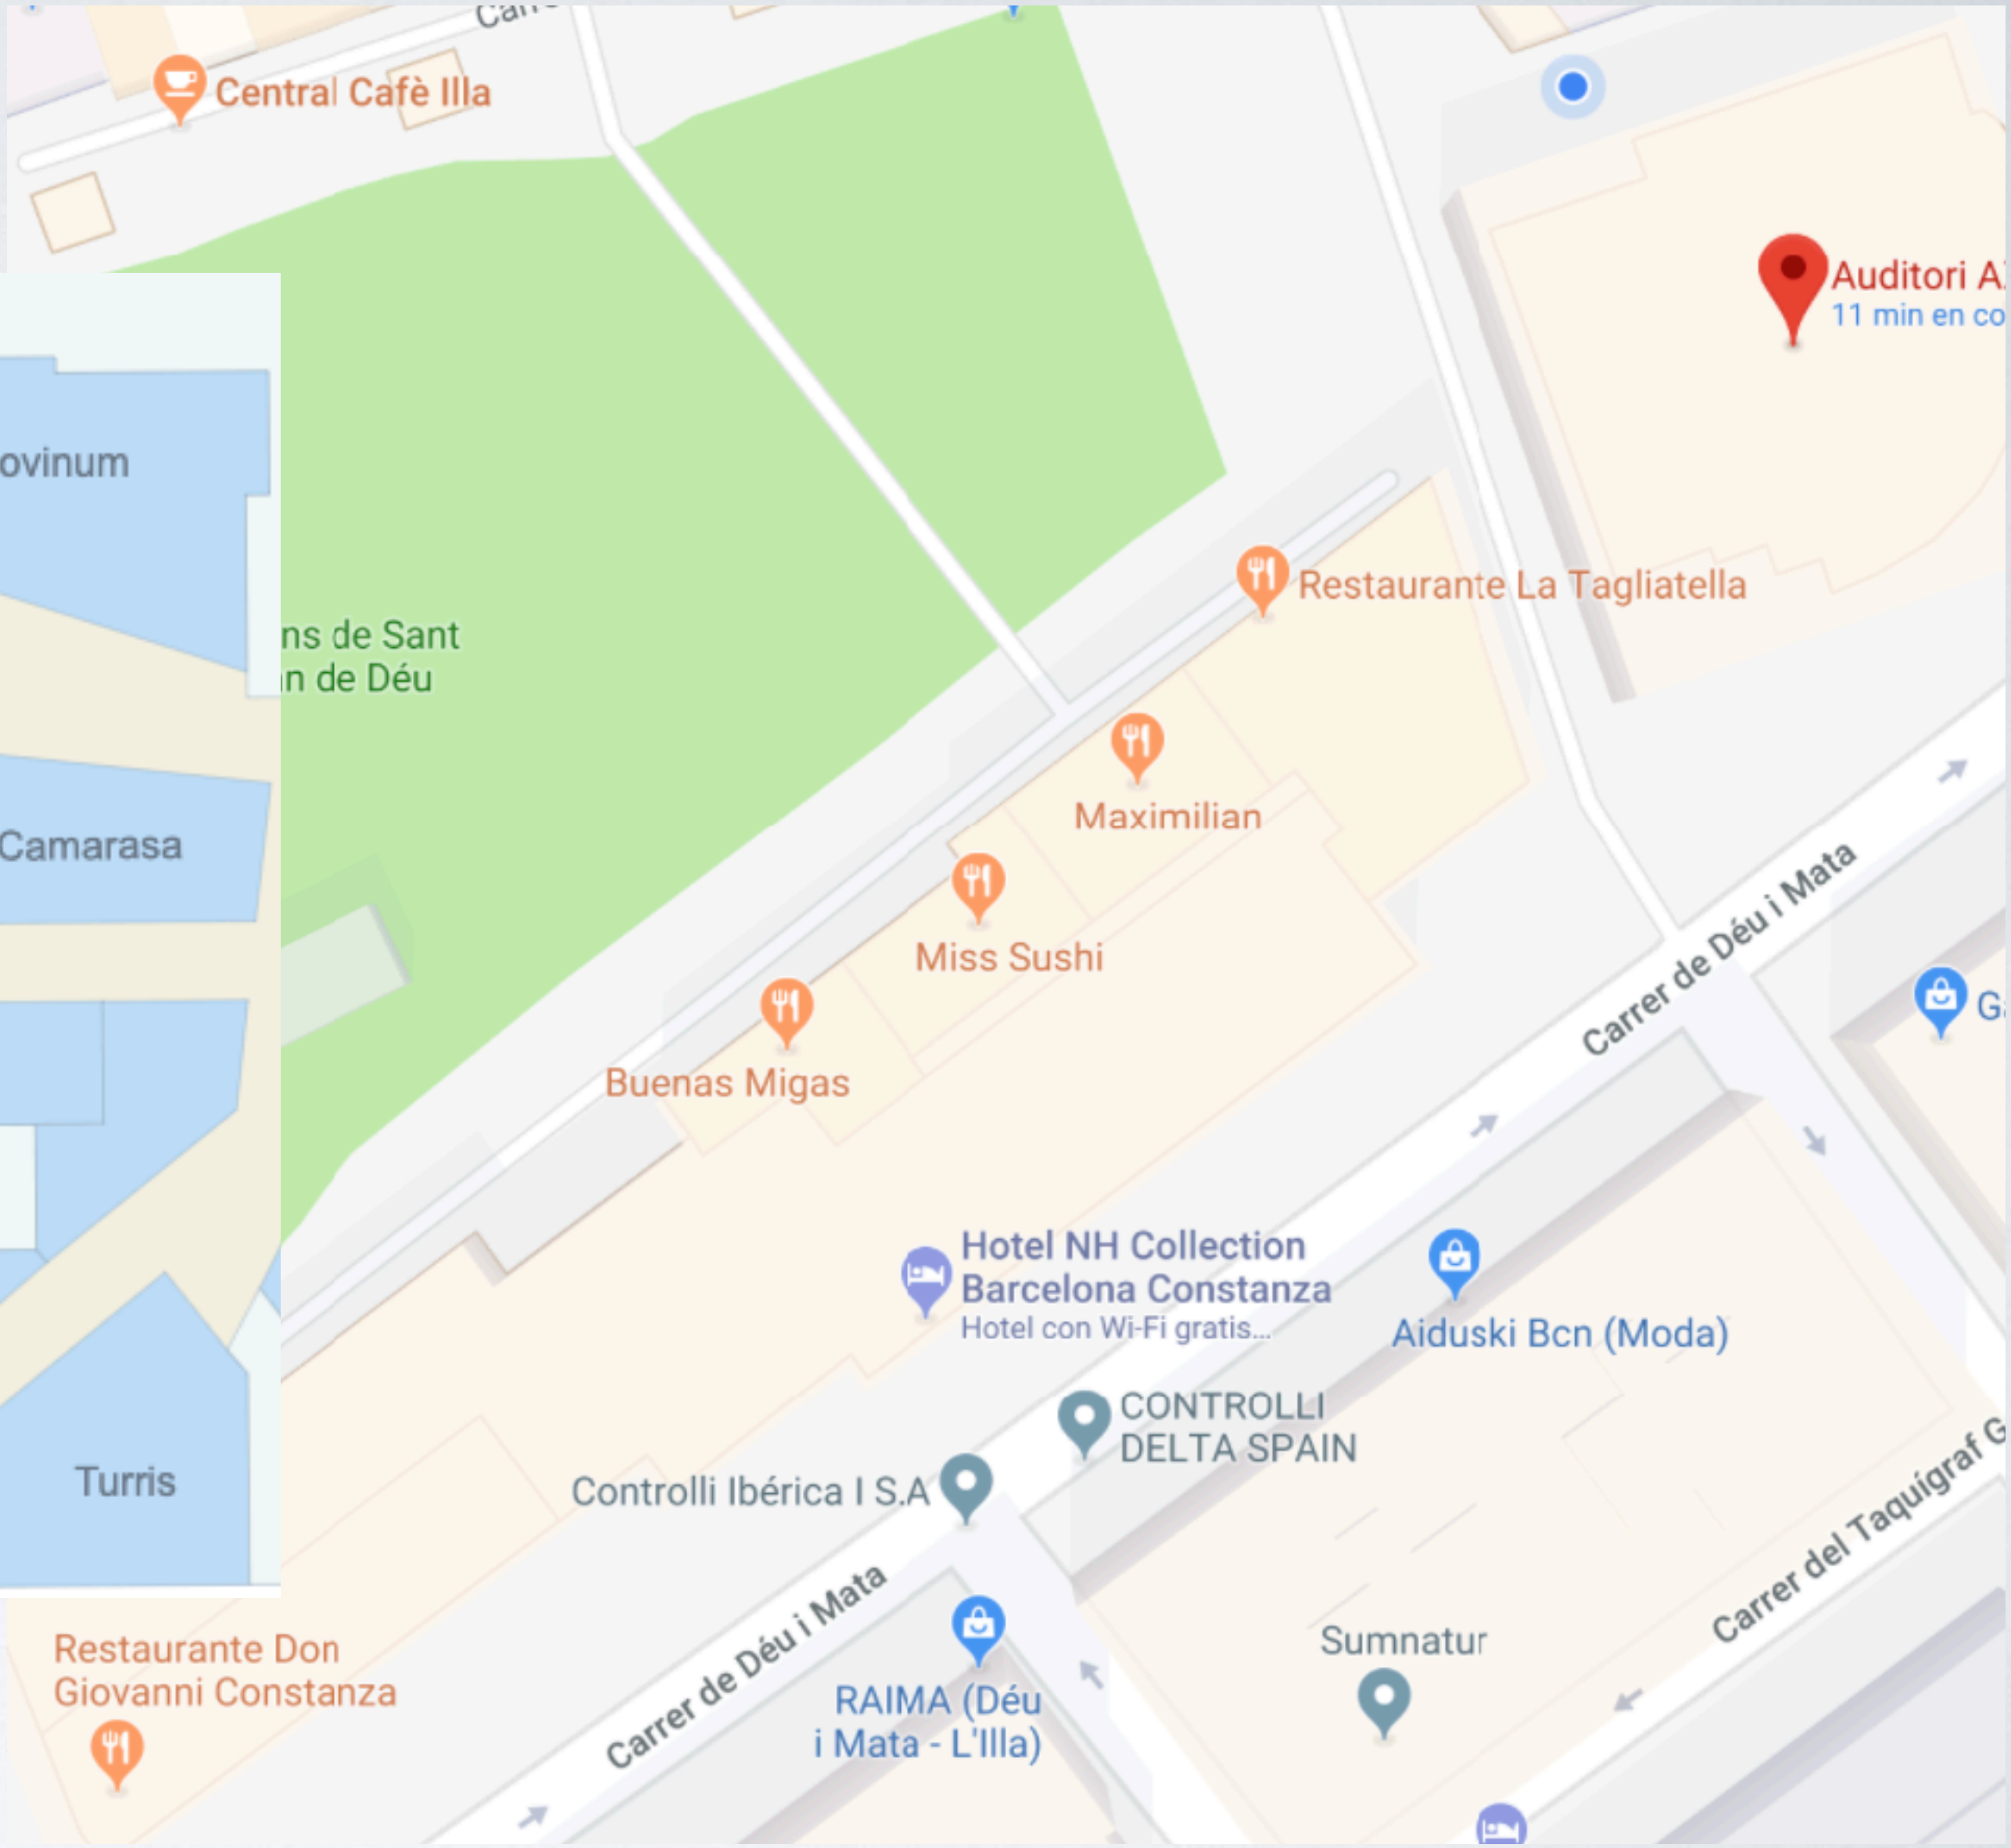 Central Cafè Illa
Auditori A
11 min en co
ovinum
Restaurante La Tagliatella
ns de Sant
n de Déu
Maximilian
Camarasa
Miss Sushi
Carrer de Déu i Mata
Buenas Migas
Hotel NH Collection
Barcelona Constanza
Hotel con Wi-Fi gratis...
Aiduski Bcn (Moda)
CONTROLLI
DELTA SPAIN
Turris
Controlli Ibérica I S.A
Carrer del Taquígraf G
Carrer de Déu i Mata
Restaurante Don
Giovanni Constanza
Sumnatur
RAIMA (Déu
i Mata - L'Illa)